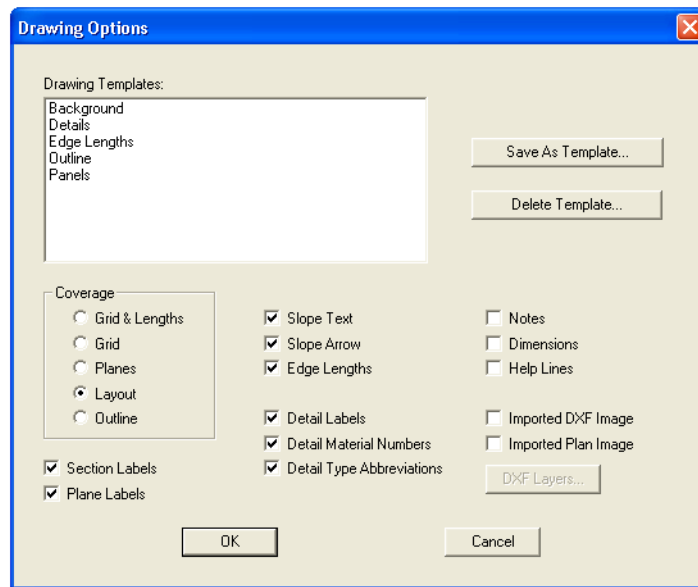 Drawing Options
Drawing Templates:
Background
Details
Edge Lengths
Outline
Panels
Save As Template...
Delete Template...
Coverage
Grid & Lengths
Grid
Planes
Layout
Outline
Section Labels
Plane Labels
Slope Text
Slope Arrow
Edge Lengths
Detail Labels
Detail Material Numbers
Detail Type Abbreviations
Notes
Dimensions
Help Lines
Imported DXF Image
Imported Plan Image
DXF Layers...
OK
Cancel